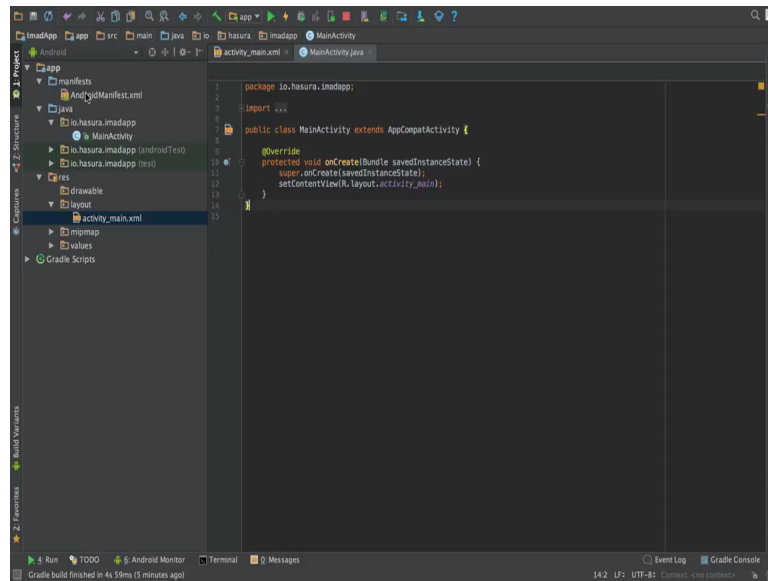 app
ImadApp app src main java io hasura imadapp MainActivity
Android
activity_main.xml
MainActivity.java
1: Project
Z: Structure
Captures
Build Variants
2: Favorites
app
manifests
AndroidManifest.xml
java
io.hasura.imadapp
MainActivity
io.hasura.imadapp (androidTest)
io.hasura.imadapp (test)
res
drawable
layout
activity_main.xml
mipmap
values
Gradle Scripts
1 package io.hasura.imadapp;
2
3 import ...
6
7 public class MainActivity extends AppCompatActivity {
8
9 @Override
10 protected void onCreate(Bundle savedInstanceState) {
11 super.onCreate(savedInstanceState);
12 setContentView(R.layout.activity_main);
13 }
14 }
15
4: Run TODO 6: Android Monitor Terminal 0: Messages Event Log Gradle Console
Gradle build finished in 4s 59ms (5 minutes ago) 14:2 LF: UTF-8: Context: <no context>